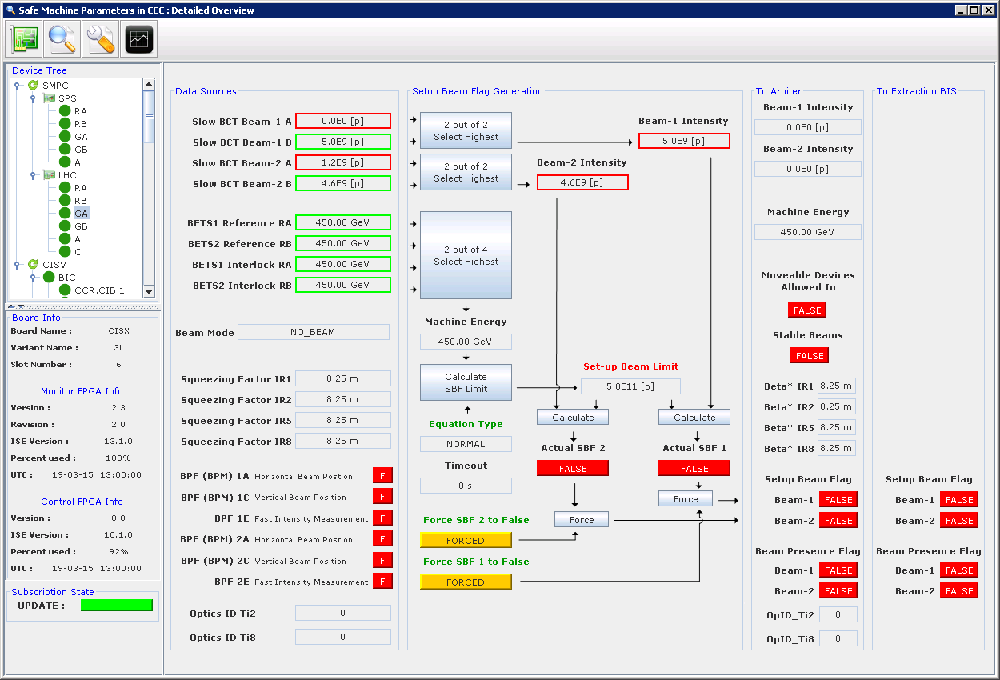 Safe Machine Parameters in CCC : Detailed Overview
Device Tree
SMPC
SPS
RA
RB
GA
GB
A
LHC
RA
RB
GA
GB
A
C
CISV
BIC
CCR.CIB.1
Board Info
Board Name : CISX
Variant Name : GL
Slot Number : 6
Monitor FPGA Info
Version : 2.3
Revision : 2.0
ISE Version : 13.1.0
Percent used : 100%
UTC : 19-03-15 13:00:00
Control FPGA Info
Version : 0.8
ISE Version : 10.1.0
Percent used : 92%
UTC : 19-03-15 13:00:00
Subscription State
UPDATE :
Data Sources
Slow BCT Beam-1 A 0.0E0 [p]
Slow BCT Beam-1 B 5.0E9 [p]
Slow BCT Beam-2 A 1.2E9 [p]
Slow BCT Beam-2 B 4.6E9 [p]
BETS1 Reference RA 450.00 GeV
BETS2 Reference RB 450.00 GeV
BETS1 Interlock RA 450.00 GeV
BETS2 Interlock RB 450.00 GeV
Beam Mode NO_BEAM
Squeezing Factor IR1 8.25 m
Squeezing Factor IR2 8.25 m
Squeezing Factor IR5 8.25 m
Squeezing Factor IR8 8.25 m
BPF (BPM) 1A Horizontal Beam Postion F
BPF (BPM) 1C Vertical Beam Position F
BPF 1E Fast Intensity Measurement F
BPF (BPM) 2A Horizontal Beam Postion F
BPF (BPM) 2C Vertical Beam Position F
BPF 2E Fast Intensity Measurement F
Optics ID Ti2 0
Optics ID Ti8 0
Setup Beam Flag Generation
2 out of 2
Select Highest
Beam-1 Intensity
5.0E9 [p]
2 out of 2
Select Highest
Beam-2 Intensity
4.6E9 [p]
2 out of 4
Select Highest
Machine Energy
450.00 GeV
Calculate
SBF Limit
Set-up Beam Limit
5.0E11 [p]
Equation Type
NORMAL
Timeout
0 s
Calculate
Calculate
Actual SBF 2
FALSE
Actual SBF 1
FALSE
Force
Force
Force SBF 2 to False
FORCED
Force SBF 1 to False
FORCED
To Arbiter
Beam-1 Intensity
0.0E0 [p]
Beam-2 Intensity
0.0E0 [p]
Machine Energy
450.00 GeV
Moveable Devices
Allowed In
FALSE
Stable Beams
FALSE
Beta* IR1 8.25 m
Beta* IR2 8.25 m
Beta* IR5 8.25 m
Beta* IR8 8.25 m
Setup Beam Flag
Beam-1 FALSE
Beam-2 FALSE
Beam Presence Flag
Beam-1 FALSE
Beam-2 FALSE
OpID_Ti2 0
OpID_Ti8 0
To Extraction BIS
Setup Beam Flag
Beam-1 FALSE
Beam-2 FALSE
Beam Presence Flag
Beam-1 FALSE
Beam-2 FALSE